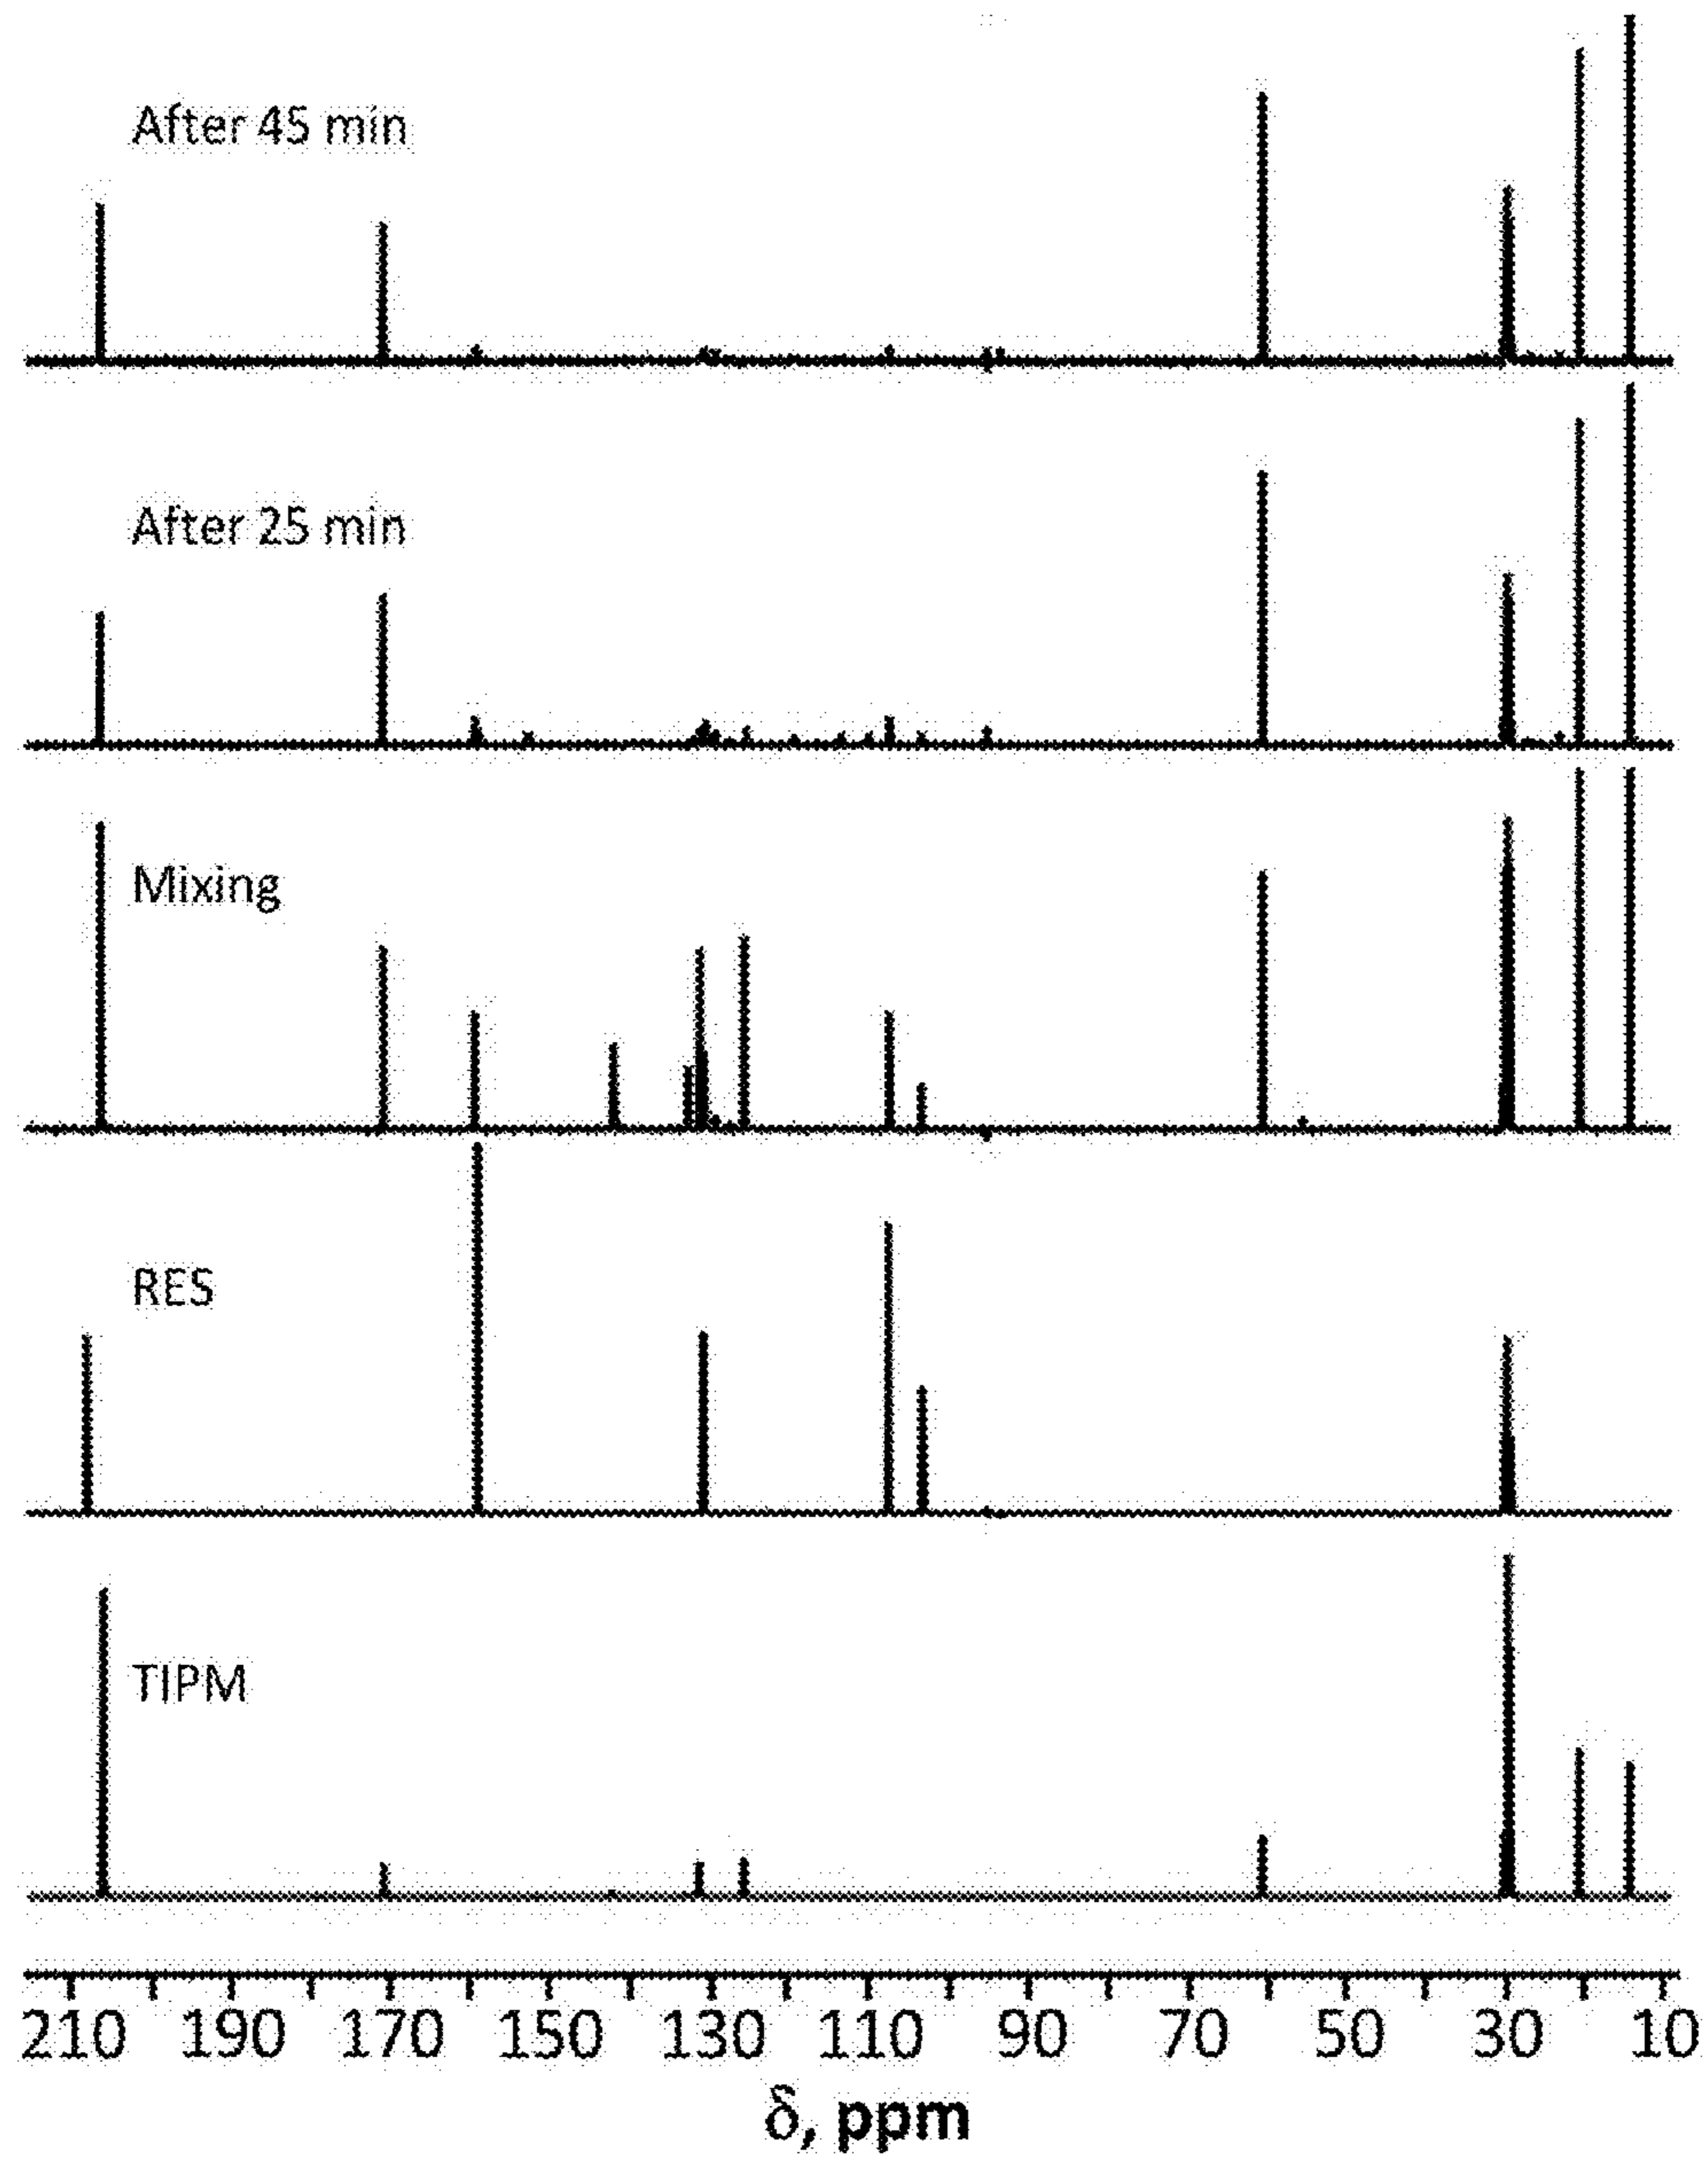 After 45 min
After 25 min
Mixing
RES
TIPM
210 190 170 150 130 110 90 70 50 30 10
δ, ppm